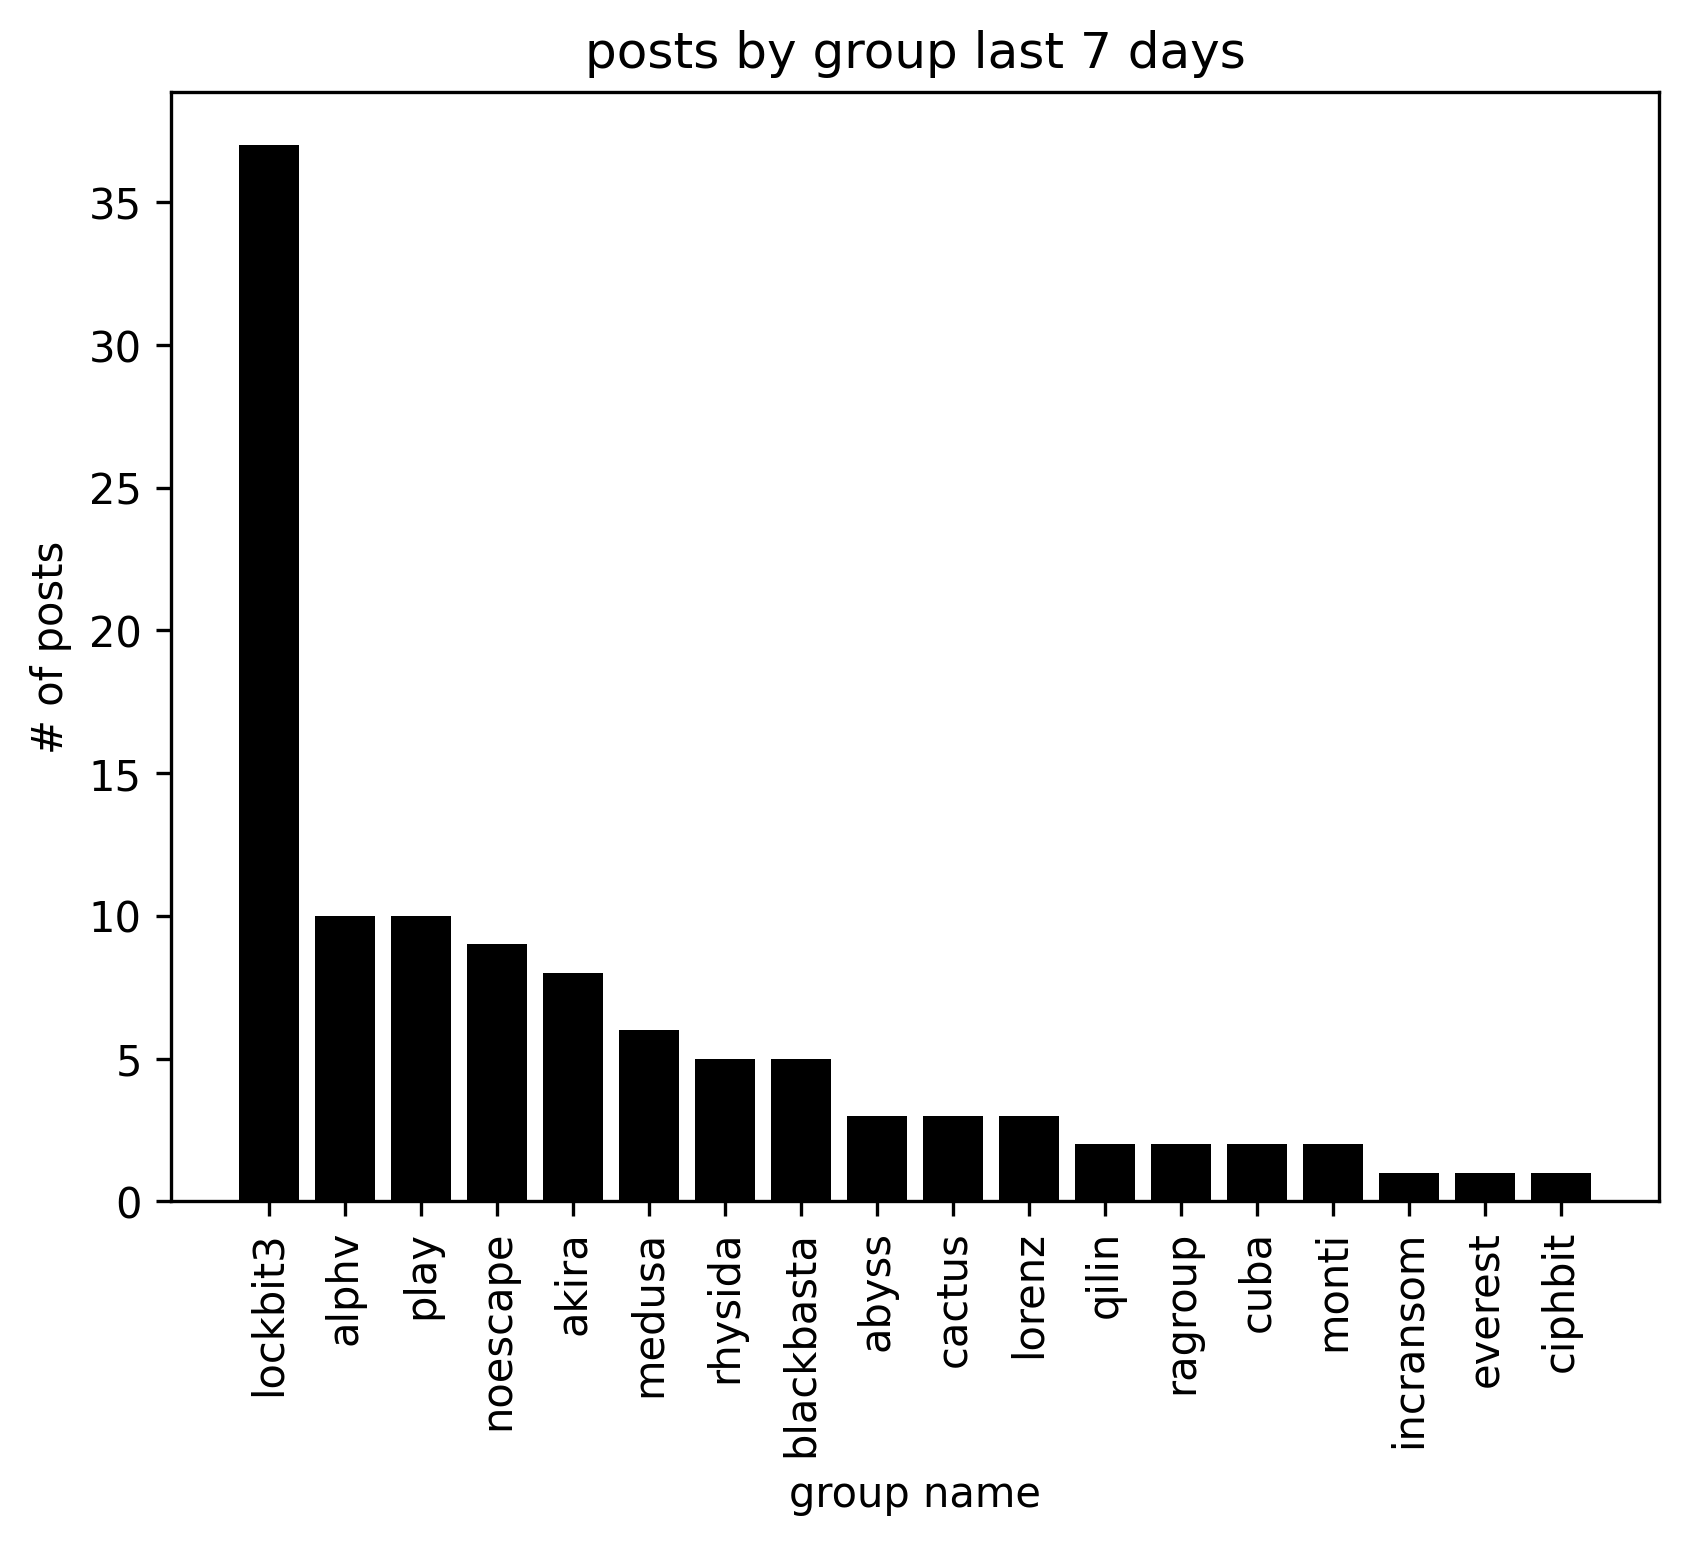 posts by group last 7 days
35
30
25
20
15
10
5
0
# of posts
lockbit3
alphv
play
noescape
akira
medusa
rhysida
blackbasta
abyss
cactus
lorenz
qilin
ragroup
cuba
monti
incransom
everest
ciphbit
group name